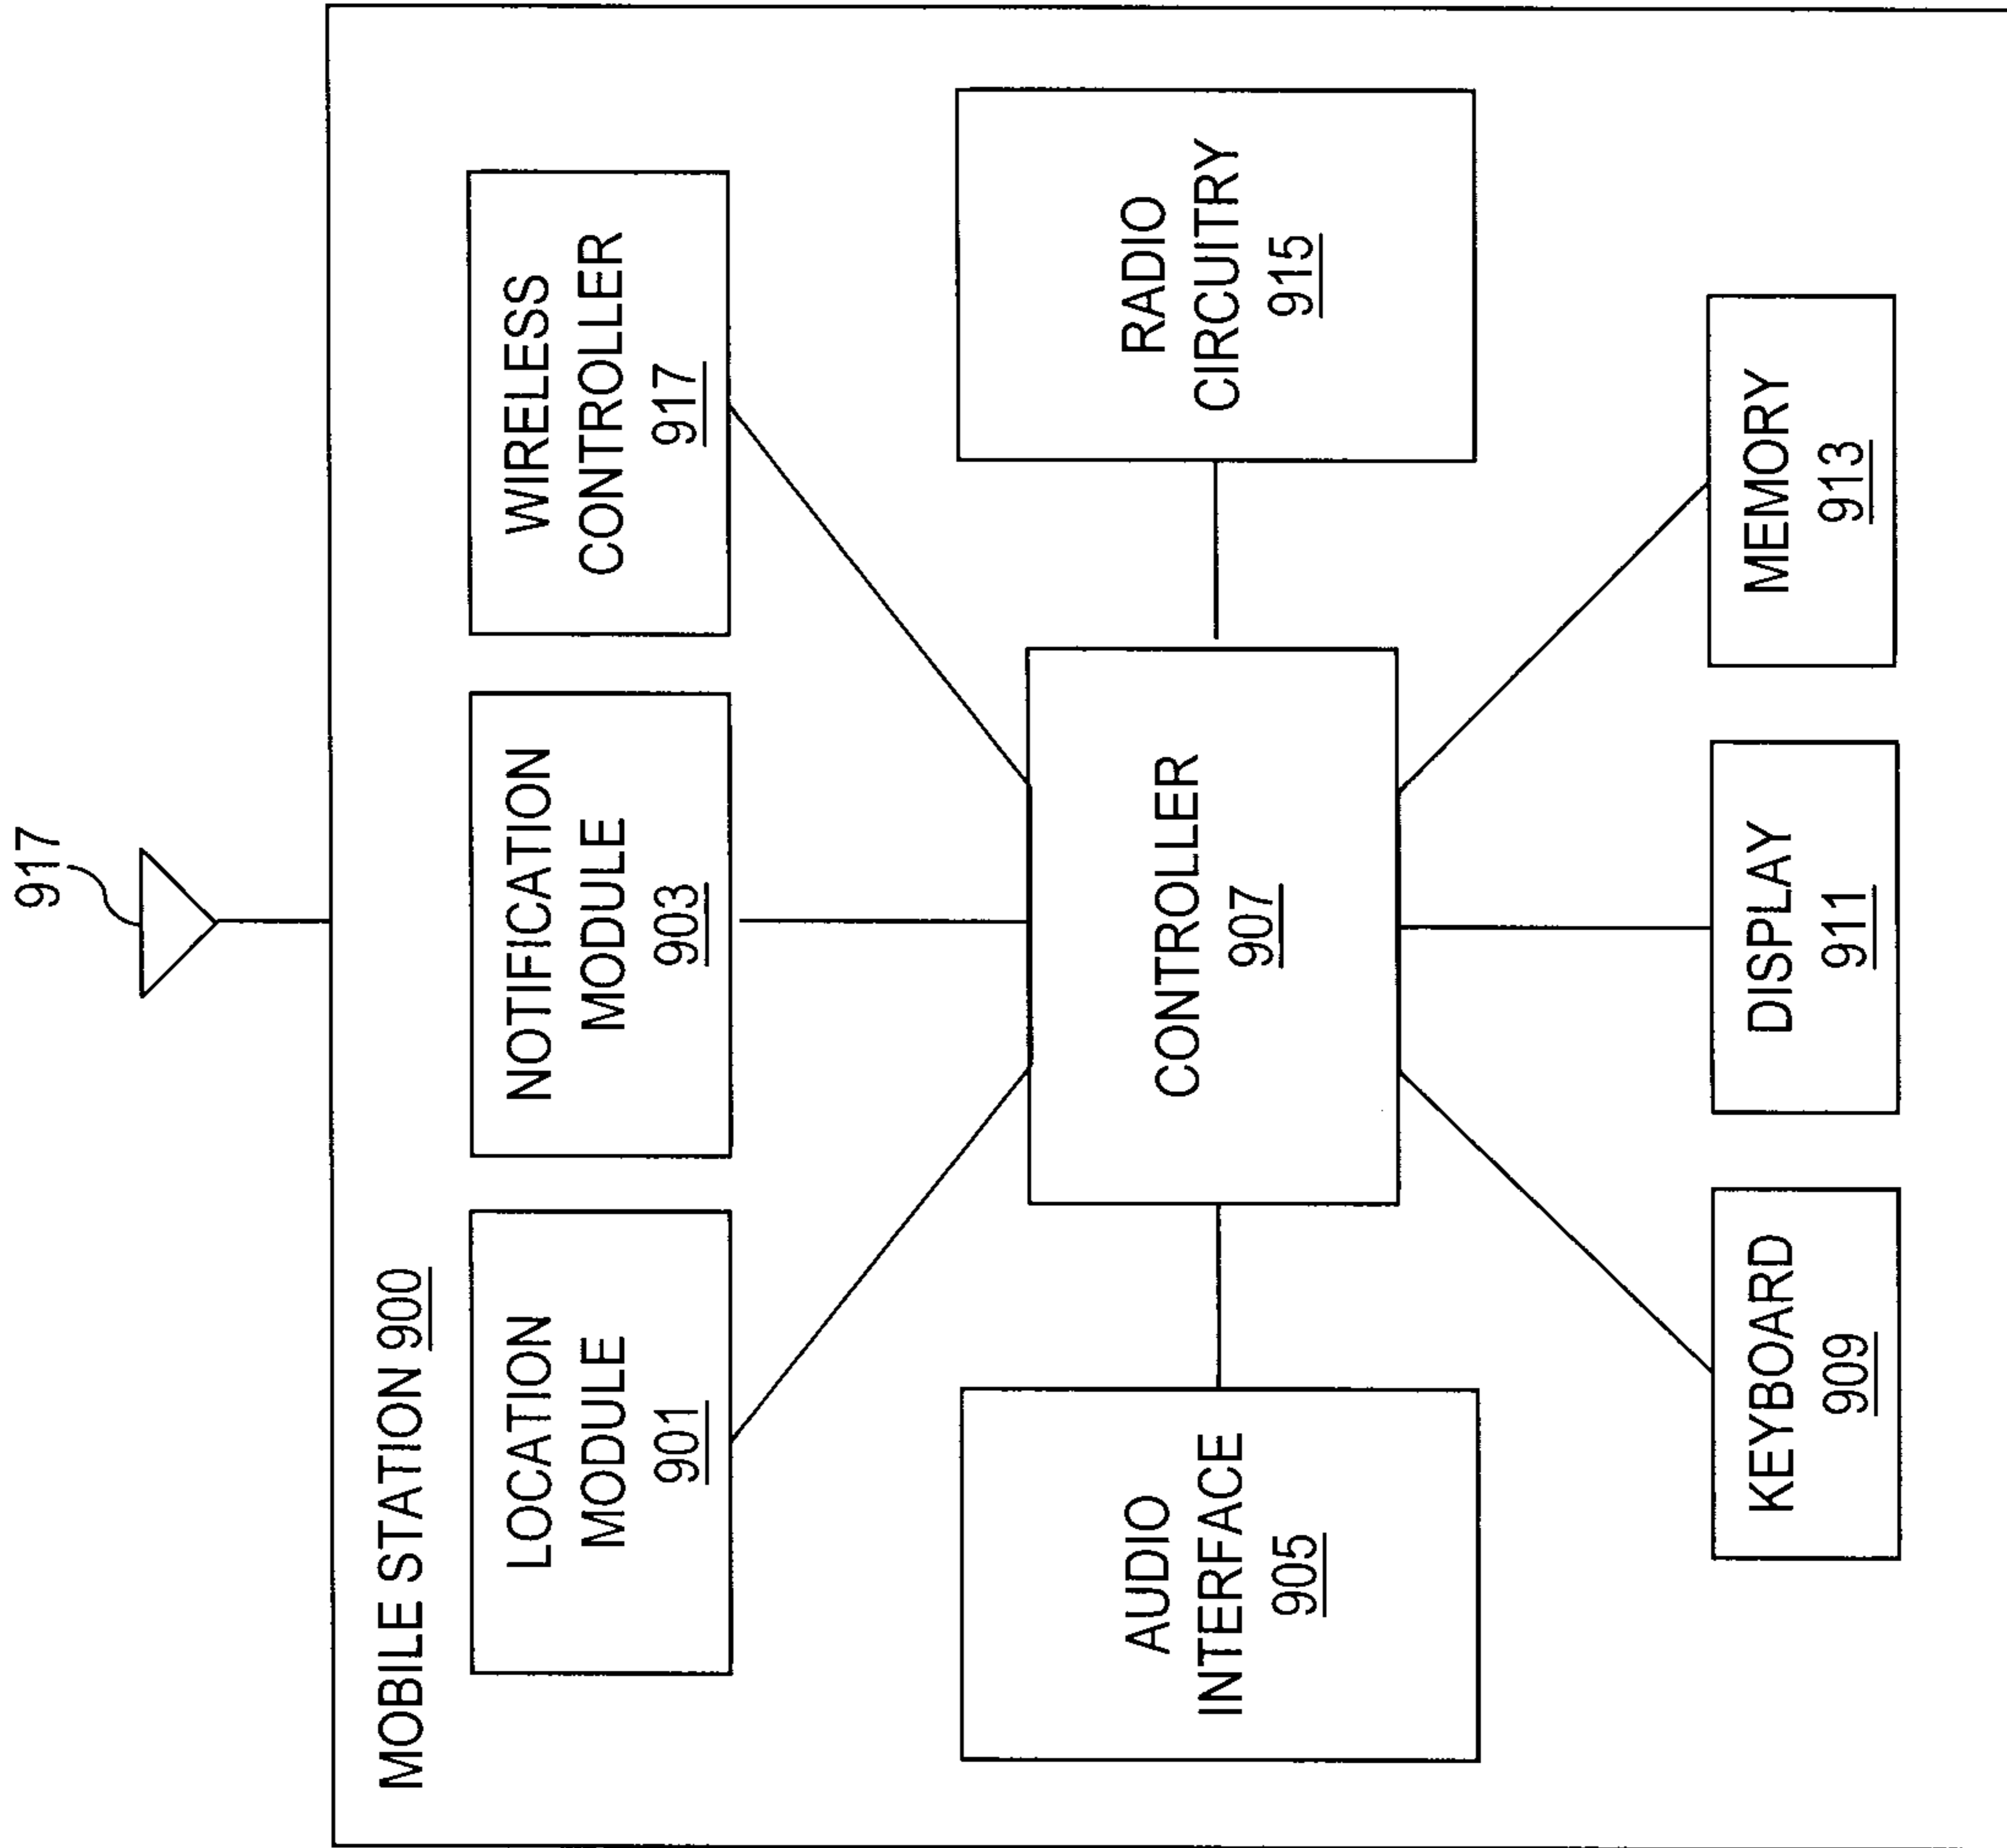 917
MOBILE STATION 900
LOCATION
MODULE
901
NOTIFICATION
MODULE
903
WIRELESS
CONTROLLER
917
AUDIO
INTERFACE
905
CONTROLLER
907
RADIO
CIRCUITRY
915
KEYBOARD
909
DISPLAY
911
MEMORY
913